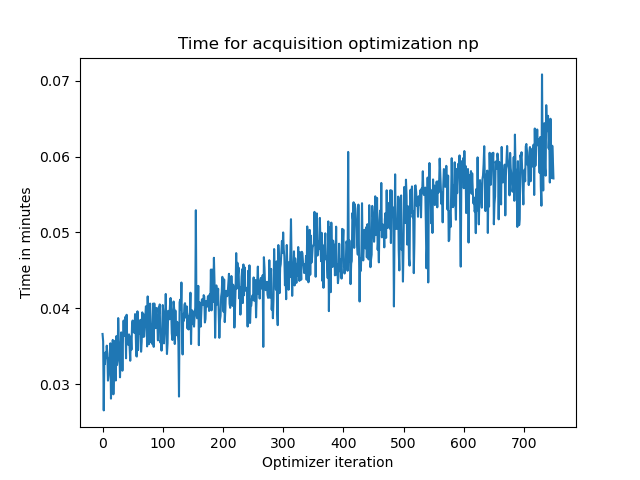 Time for acquisition optimization np
0.07
0.06
0.05
0.04
0.03
Time in minutes
0 100 200 300 400 500 600 700
Optimizer iteration